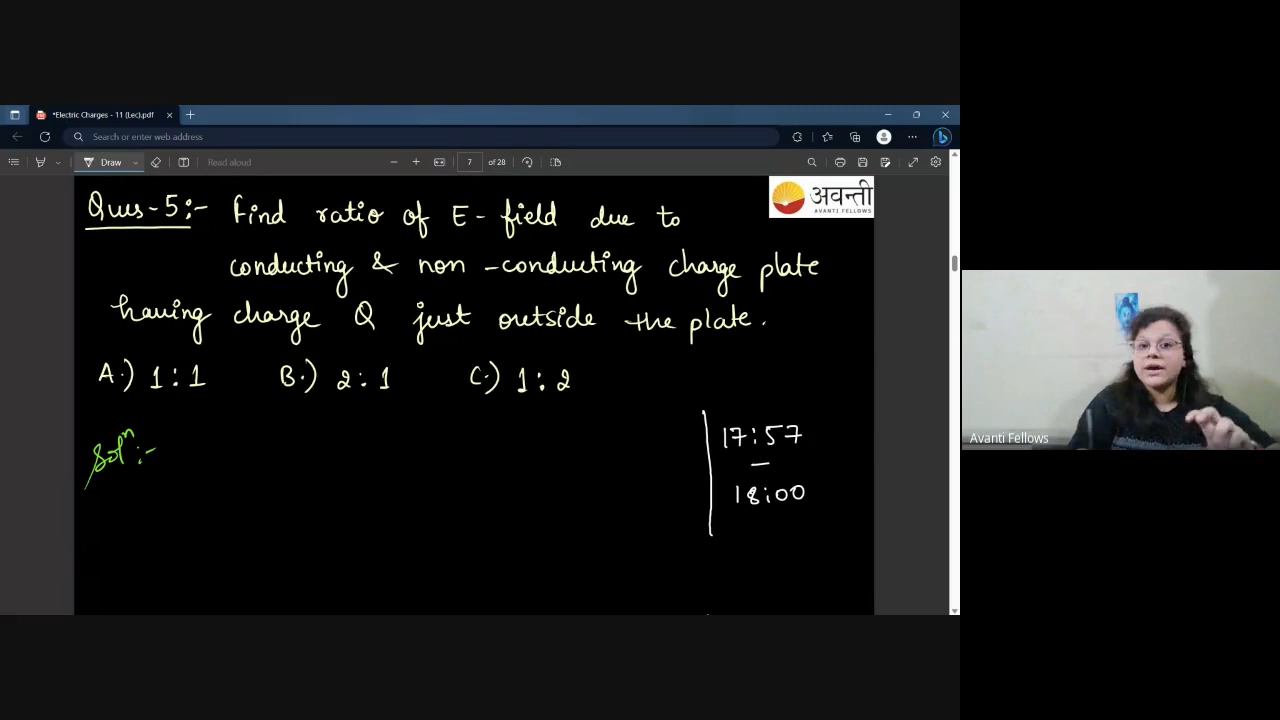 *Electric Charges - 11 (Lec).pdf
Search or enter web address
Draw
Read aloud
7 of 28
अवन्ती
AVANTI FELLOWS
Ques-5:- Find ratio of E-field due to
conducting & non-conducting charge plate
having charge Q just outside the plate.
A.) 1:1 B.) 2:1 C.) 1:2
Solⁿ:-
17:57
-
18:00
Avanti Fellows